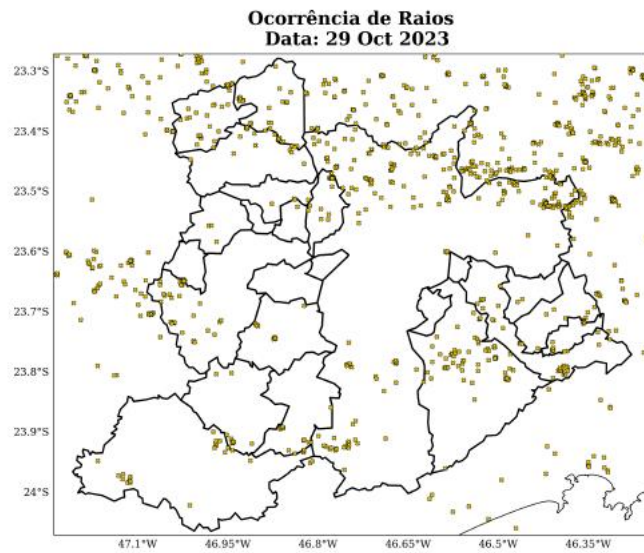 Ocorrência de Raios
Data: 29 Oct 2023
23.3°S
23.4°S
23.5°S
23.6°S
23.7°S
23.8°S
23.9°S
24°S
47.1°W
46.95°W
46.8°W
46.65°W
46.5°W
46.35°W